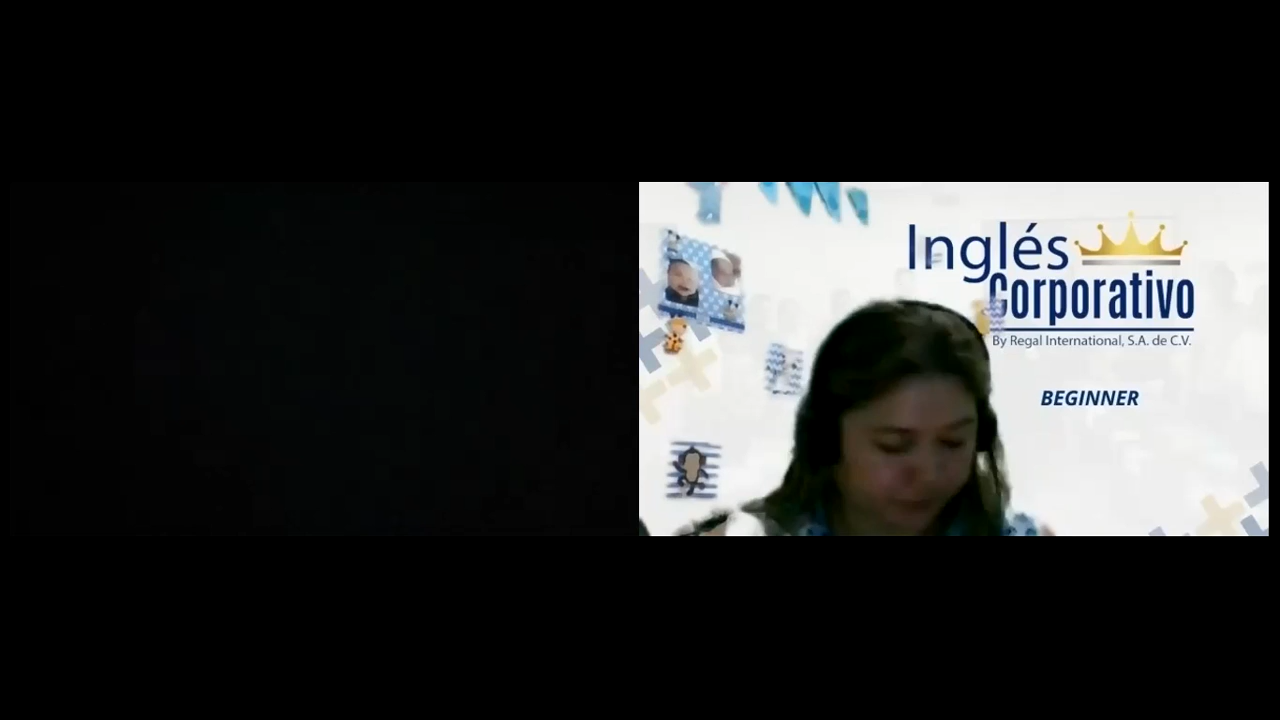 Inglés
Corporativo
By Regal International, S.A. de C.V.
BEGINNER